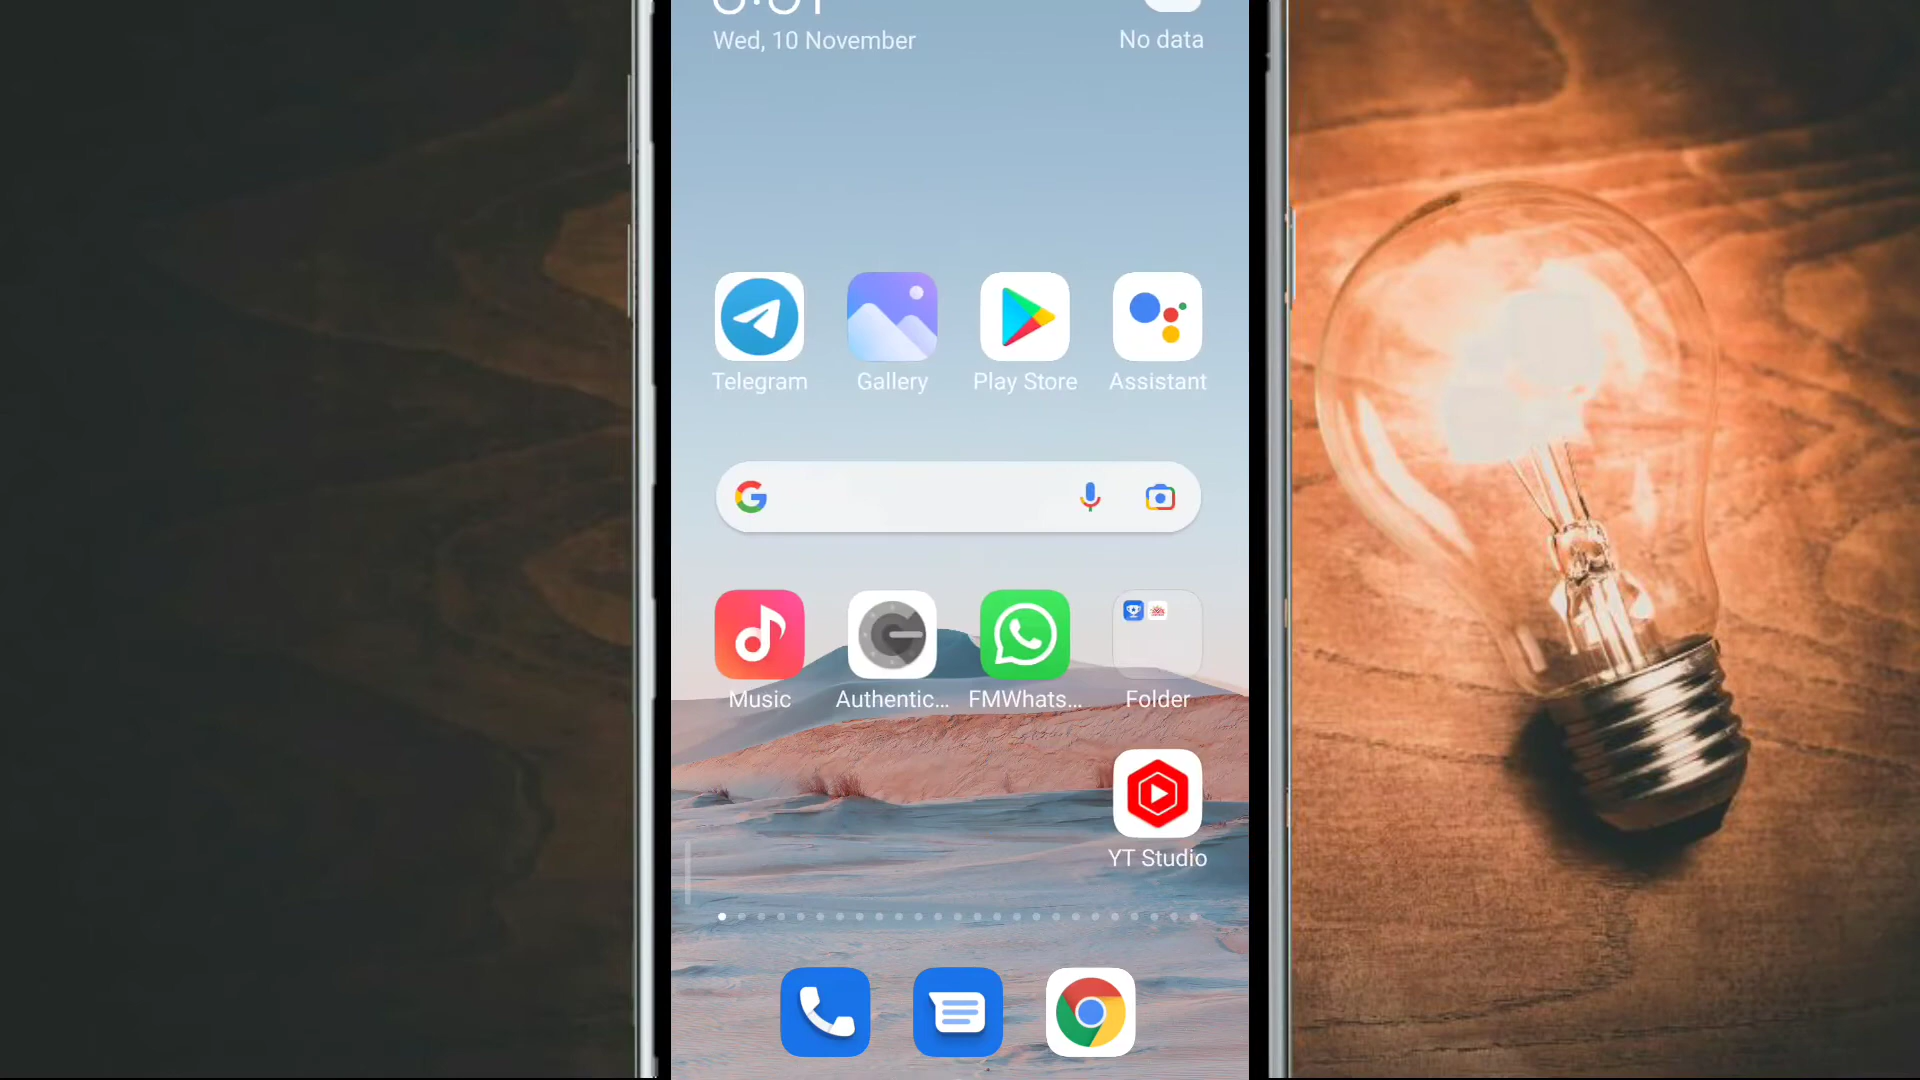 Wed, 10 November
No data
Telegram
Gallery
Play Store
Assistant
Music
Authentic...
FMWhats...
Folder
YT Studio